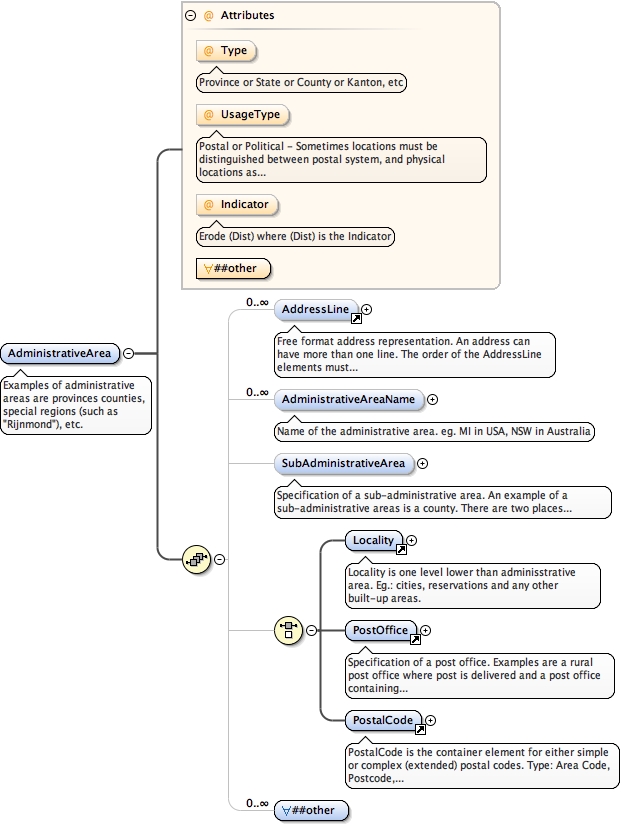 Attributes
@ Type
Province or State or County or Kanton, etc
@ UsageType
Postal or Political – Sometimes locations must be
distinguished between postal system, and physical
locations as...
@ Indicator
Erode (Dist) where (Dist) is the Indicator
∀##other
AdministrativeArea
Examples of administrative
areas are provinces counties,
special regions (such as
"Rijnmond"), etc.
0..∞
AddressLine
Free format address representation. An address can
have more than one line. The order of the AddressLine
elements must...
0..∞
AdministrativeAreaName
Name of the administrative area. eg. MI in USA, NSW in Australia
SubAdministrativeArea
Specification of a sub-administrative area. An example of a
sub-administrative areas is a county. There are two places...
Locality
Locality is one level lower than adminisstrative
area. Eg.: cities, reservations and any other
built-up areas.
PostOffice
Specification of a post office. Examples are a rural
post office where post is delivered and a post office
containing...
PostalCode
PostalCode is the container element for either simple
or complex (extended) postal codes. Type: Area Code,
Postcode,...
0..∞
∀##other